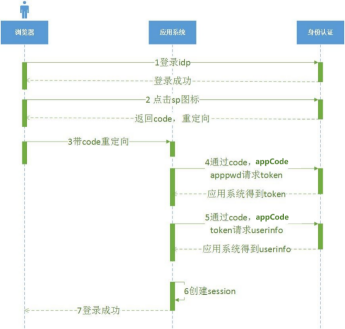 浏览器
应用系统
身份认证
1登录idp
登录成功
2 点击sp图标
返回code，重定向
3带code重定向
4通过code，appCode
apppwd请求token
应用系统得到token
5通过code，appCode
token请求userinfo
应用系统得到userinfo
6创建session
7登录成功